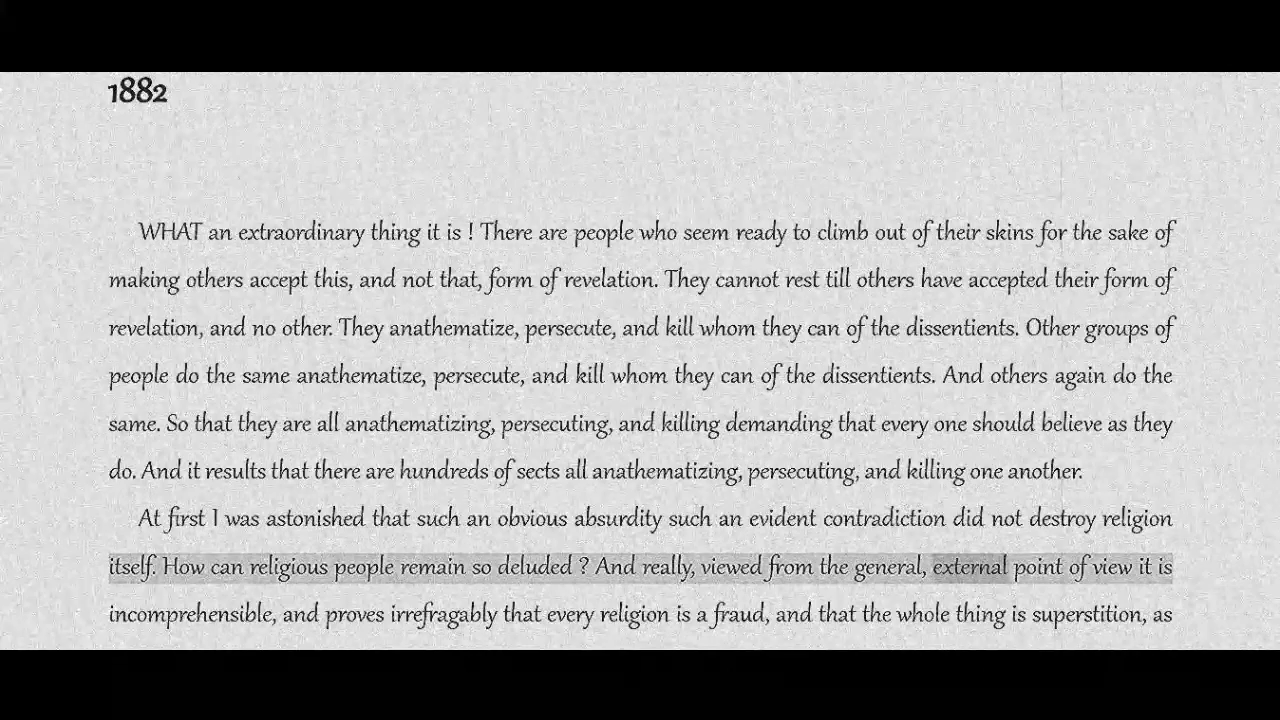 1882
WHAT an extraordinary thing it is ! There are people who seem ready to climb out of their skins for the sake of
making others accept this, and not that, form of revelation. They cannot rest till others have accepted their form of
revelation, and no other. They anathematize, persecute, and kill whom they can of the dissentients. Other groups of
people do the same anathematize, persecute, and kill whom they can of the dissentients. And others again do the
same. So that they are all anathematizing, persecuting, and killing demanding that every one should believe as they
do. And it results that there are hundreds of sects all anathematizing, persecuting, and killing one another.
At first I was astonished that such an obvious absurdity such an evident contradiction did not destroy religion
itself. How can religious people remain so deluded ? And really, viewed from the general, external point of view it is
incomprehensible, and proves irrefragably that every religion is a fraud, and that the whole thing is superstition, as